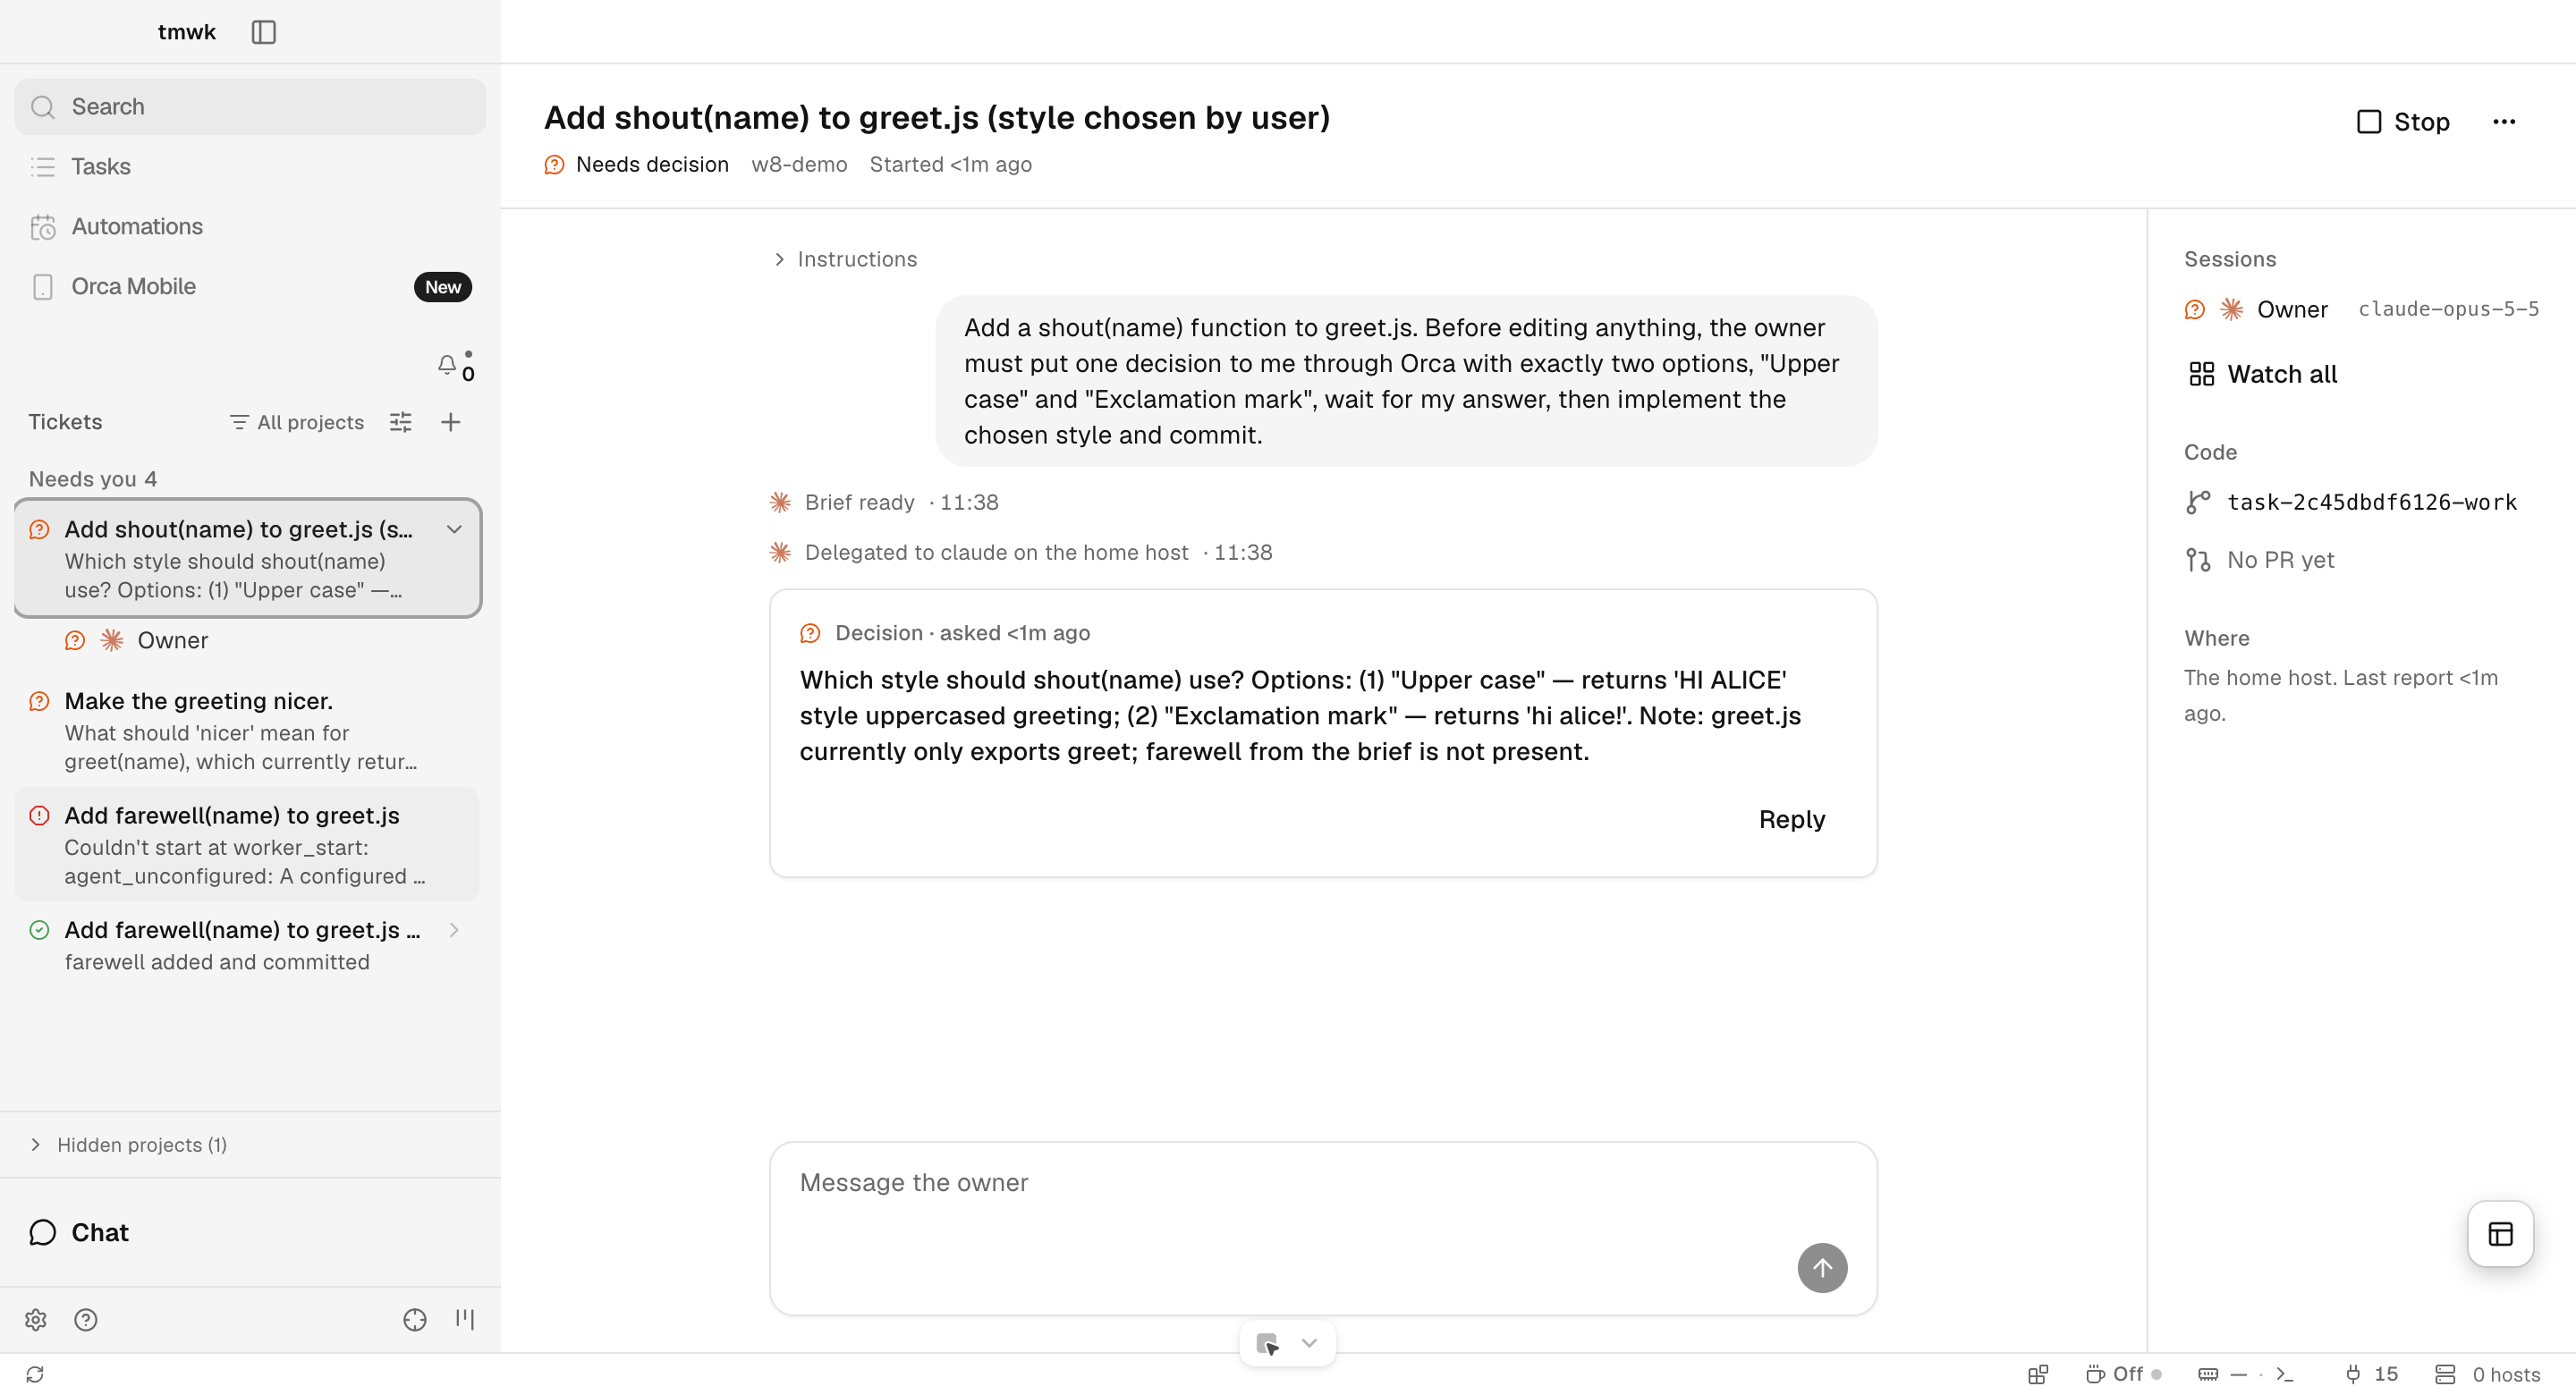 tmwk
Search
Tasks
Automations
Orca Mobile
New
0
Tickets
All projects
Needs you 4
Add shout(name) to greet.js (s...
Which style should shout(name)
use? Options: (1) "Upper case" —...
Owner
Make the greeting nicer.
What should 'nicer' mean for
greet(name), which currently retur...
Add farewell(name) to greet.js
Couldn't start at worker_start:
agent_unconfigured: A configured ...
Add farewell(name) to greet.js ...
farewell added and committed
Hidden projects (1)
Chat
Add shout(name) to greet.js (style chosen by user)
Needs decision w8-demo Started <1m ago
Stop
Instructions
Add a shout(name) function to greet.js. Before editing anything, the owner
must put one decision to me through Orca with exactly two options, "Upper
case" and "Exclamation mark", wait for my answer, then implement the
chosen style and commit.
Brief ready · 11:38
Delegated to claude on the home host · 11:38
Decision · asked <1m ago
Which style should shout(name) use? Options: (1) "Upper case" — returns 'HI ALICE'
style uppercased greeting; (2) "Exclamation mark" — returns 'hi alice!'. Note: greet.js
currently only exports greet; farewell from the brief is not present.
Reply
Message the owner
Sessions
Owner claude-opus-5-5
Watch all
Code
task-2c45dbdf6126-work
No PR yet
Where
The home host. Last report <1m
ago.
Off
— ·
15
0 hosts